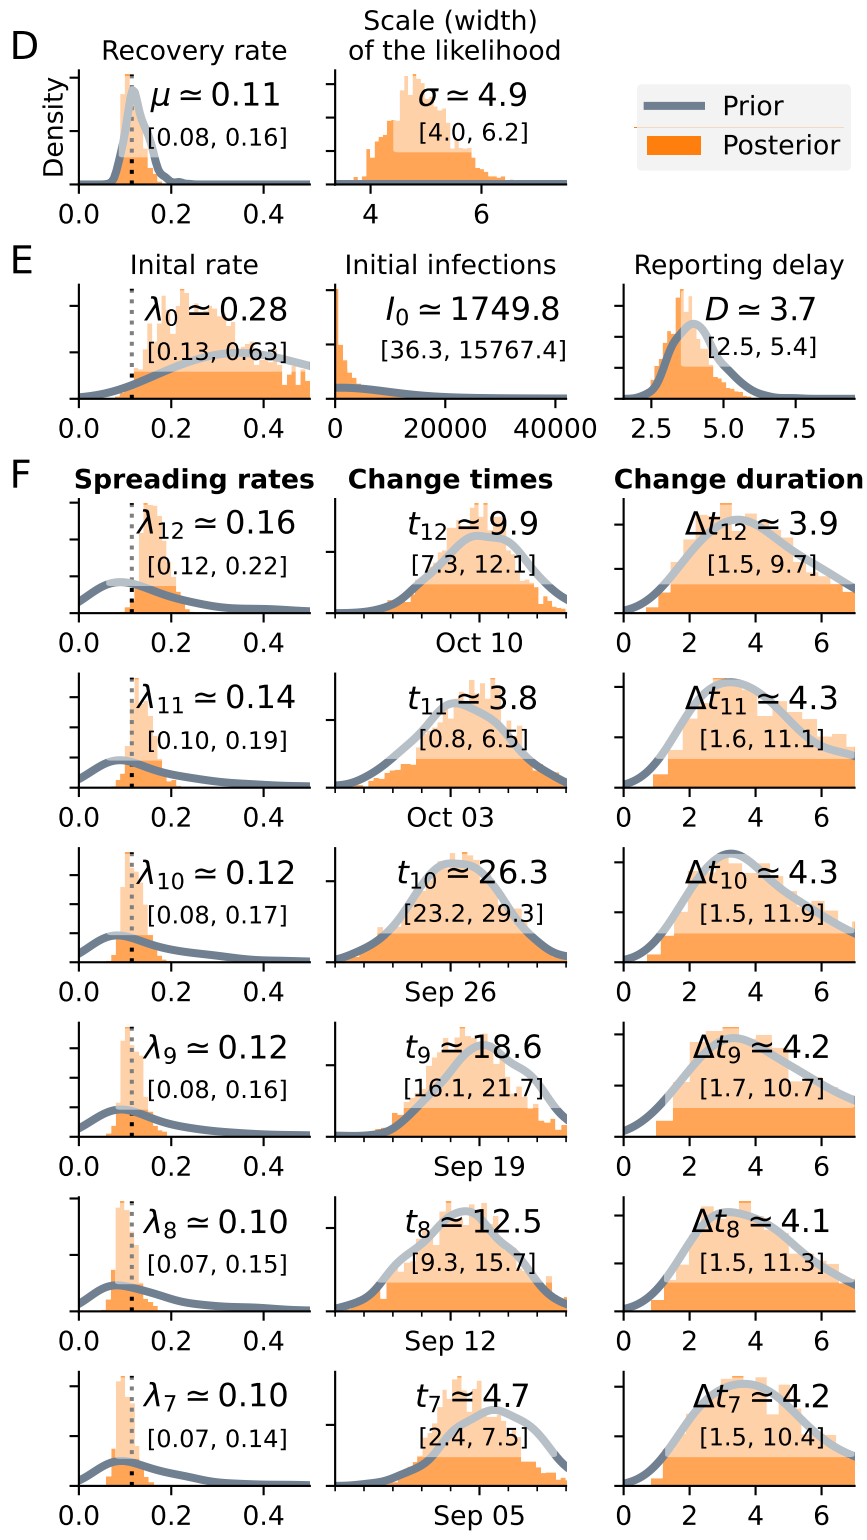 D
Recovery rate
Scale (width)
of the likelihood
Density
μ ≃ 0.11
[0.08, 0.16]
σ ≃ 4.9
[4.0, 6.2]
Prior
Posterior
0.0 0.2 0.4
4 6
E
Inital rate
Initial infections
Reporting delay
λ0 ≃ 0.28
[0.13, 0.63]
I0 ≃ 1749.8
[36.3, 15767.4]
D ≃ 3.7
[2.5, 5.4]
0.0 0.2 0.4
0 20000 40000
2.5 5.0 7.5
F
Spreading rates
Change times
Change duration
λ12 ≃ 0.16
[0.12, 0.22]
t12 ≃ 9.9
[7.3, 12.1]
Δt12 ≃ 3.9
[1.5, 9.7]
0.0 0.2 0.4
Oct 10
0 2 4 6
λ11 ≃ 0.14
[0.10, 0.19]
t11 ≃ 3.8
[0.8, 6.5]
Δt11 ≃ 4.3
[1.6, 11.1]
0.0 0.2 0.4
Oct 03
0 2 4 6
λ10 ≃ 0.12
[0.08, 0.17]
t10 ≃ 26.3
[23.2, 29.3]
Δt10 ≃ 4.3
[1.5, 11.9]
0.0 0.2 0.4
Sep 26
0 2 4 6
λ9 ≃ 0.12
[0.08, 0.16]
t9 ≃ 18.6
[16.1, 21.7]
Δt9 ≃ 4.2
[1.7, 10.7]
0.0 0.2 0.4
Sep 19
0 2 4 6
λ8 ≃ 0.10
[0.07, 0.15]
t8 ≃ 12.5
[9.3, 15.7]
Δt8 ≃ 4.1
[1.5, 11.3]
0.0 0.2 0.4
Sep 12
0 2 4 6
λ7 ≃ 0.10
[0.07, 0.14]
t7 ≃ 4.7
[2.4, 7.5]
Δt7 ≃ 4.2
[1.5, 10.4]
0.0 0.2 0.4
Sep 05
0 2 4 6